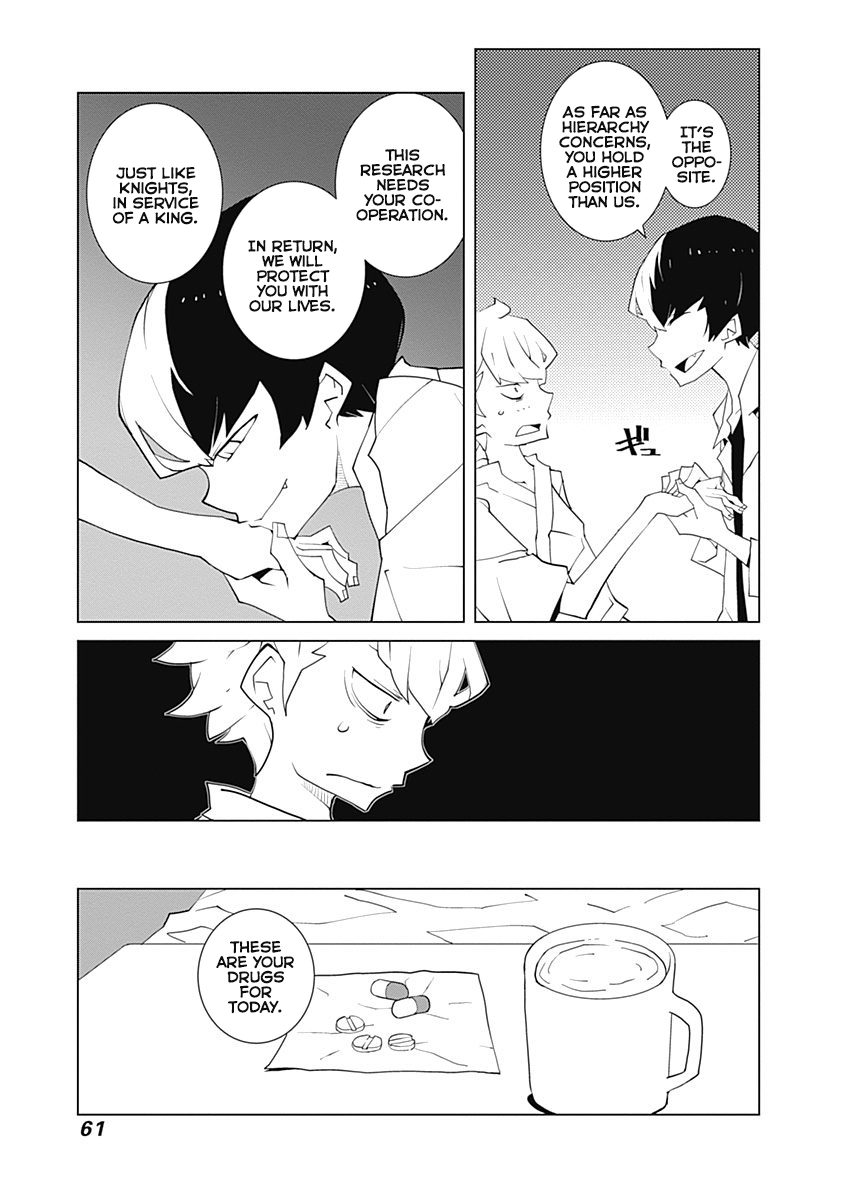 IT'S
THE
OPPO-
SITE.
AS FAR AS
HIERARCHY
CONCERNS,
YOU HOLD
A HIGHER
POSITION
THAN US.
ギュ
THIS
RESEARCH
NEEDS
YOUR CO-
OPERATION.
IN RETURN,
WE WILL
PROTECT
YOU WITH
OUR LIVES.
JUST LIKE
KNIGHTS,
IN SERVICE
OF A KING.
THESE
ARE YOUR
DRUGS
FOR
TODAY.
61